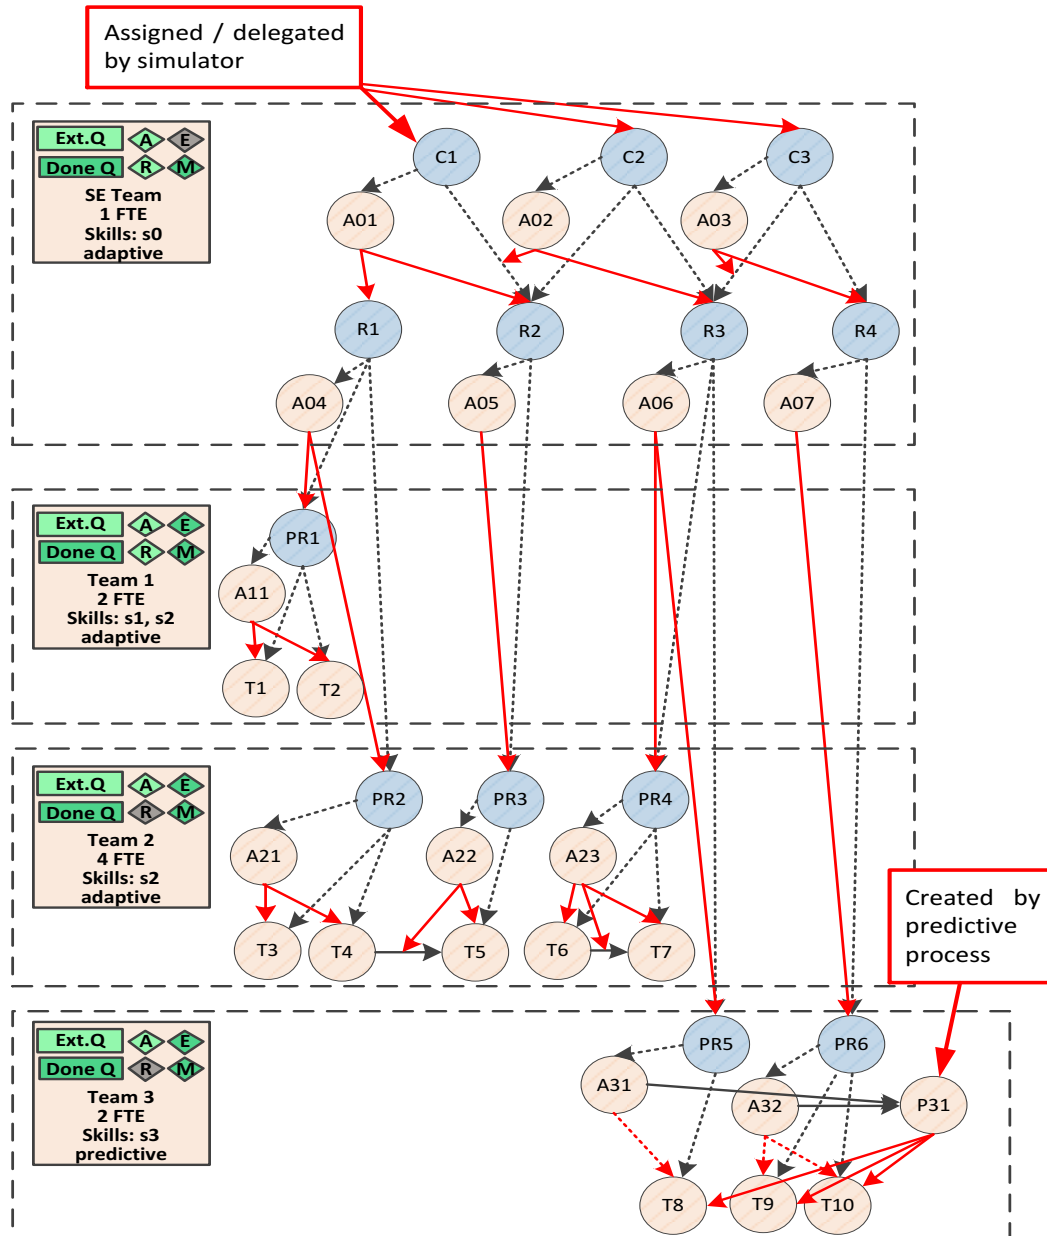 Assigned / delegated
by simulator
Ext.Q A E
Done Q R M
SE Team
1 FTE
Skills: s0
adaptive
C1 C2 C3
A01 A02 A03
R1 R2 R3 R4
A04 A05 A06 A07
Ext.Q A E
Done Q R M
Team 1
2 FTE
Skills: s1, s2
adaptive
PR1
A11
T1 T2
Ext.Q A E
Done Q R M
Team 2
4 FTE
Skills: s2
adaptive
PR2 PR3 PR4
A21 A22 A23
T3 T4 T5 T6 T7
Created by
predictive
process
Ext.Q A E
Done Q R M
Team 3
2 FTE
Skills: s3
predictive
PR5 PR6
A31 A32 P31
T8 T9 T10